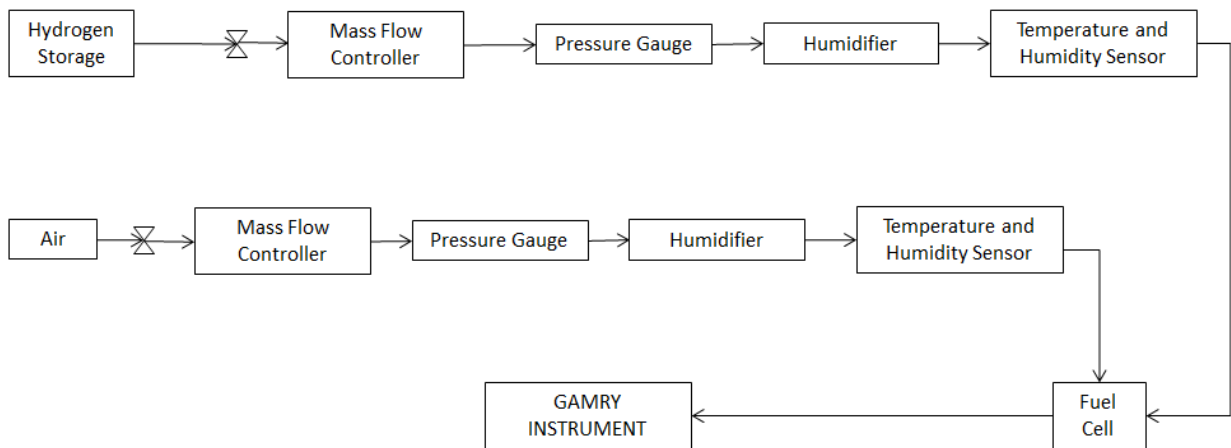 Hydrogen
Storage
Mass Flow
Controller
Pressure Gauge
Humidifier
Temperature and
Humidity Sensor
Air
Mass Flow
Controller
Pressure Gauge
Humidifier
Temperature and
Humidity Sensor
GAMRY
INSTRUMENT
Fuel
Cell